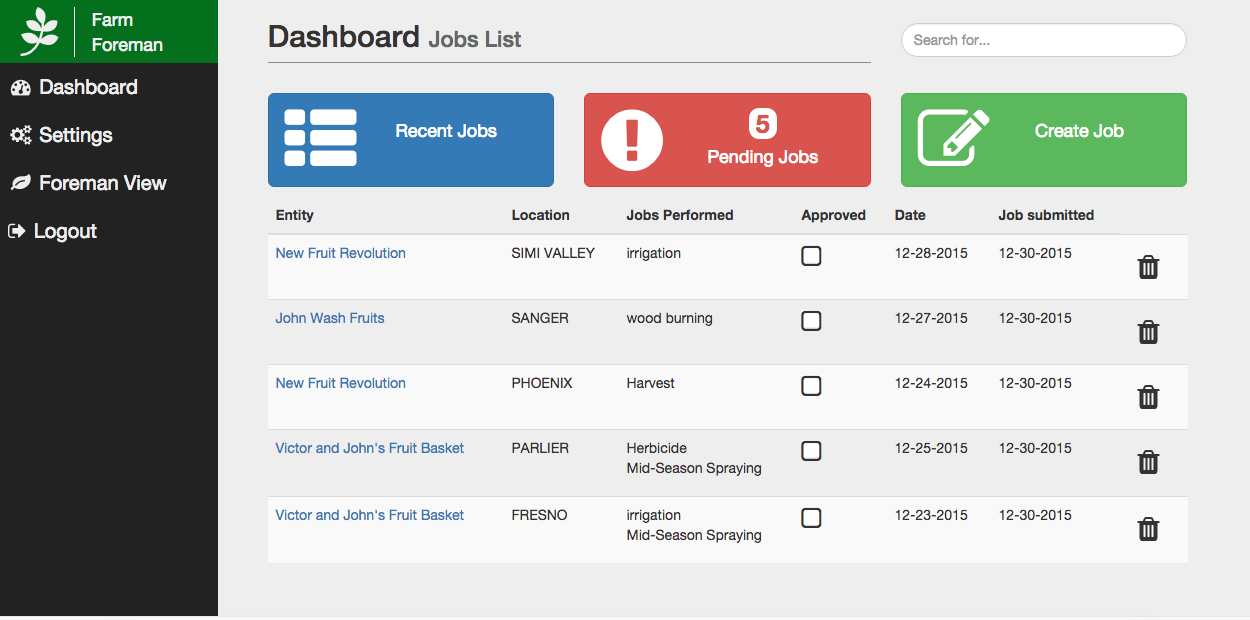 Farm
Foreman
Dashboard
Settings
Foreman View
Logout
Dashboard Jobs List
Search for...
Recent Jobs
5
Pending Jobs
Create Job
Entity Location Jobs Performed Approved Date Job submitted
New Fruit Revolution SIMI VALLEY irrigation 12-28-2015 12-30-2015
John Wash Fruits SANGER wood burning 12-27-2015 12-30-2015
New Fruit Revolution PHOENIX Harvest 12-24-2015 12-30-2015
Victor and John's Fruit Basket PARLIER Herbicide 12-25-2015 12-30-2015
Mid-Season Spraying
Victor and John's Fruit Basket FRESNO irrigation 12-23-2015 12-30-2015
Mid-Season Spraying